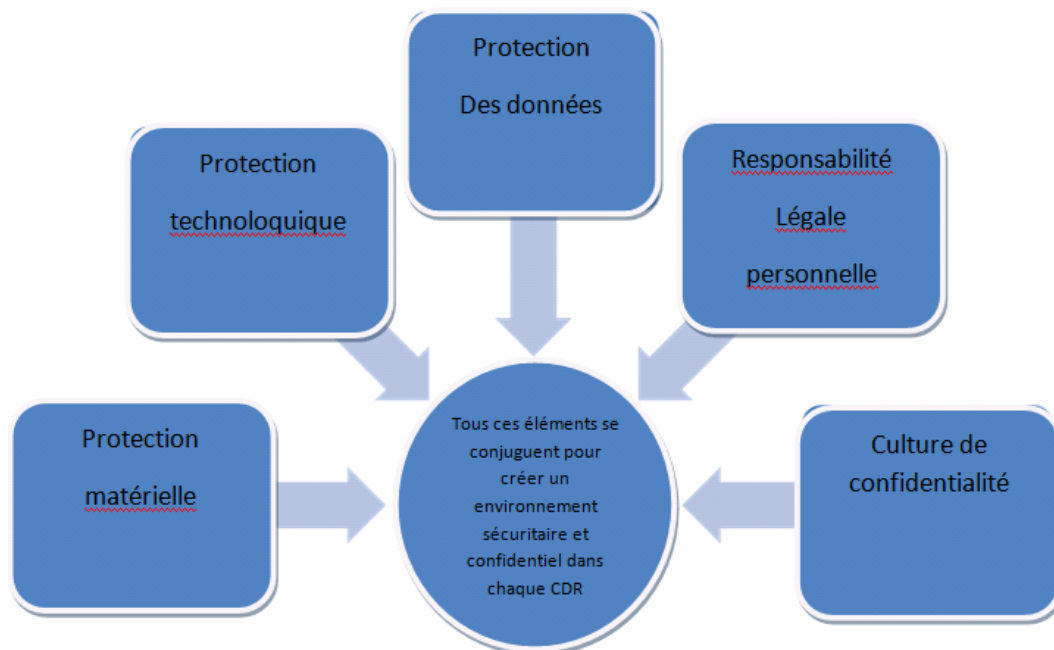 Protection
Des données
Protection
technoloquique
Responsabilité
Légale
personnelle
Protection
matérielle
Tous ces éléments se
conjuguent pour
créer un
environnement
sécuritaire et
confidentiel dans
chaque CDR
Culture de
confidentialité